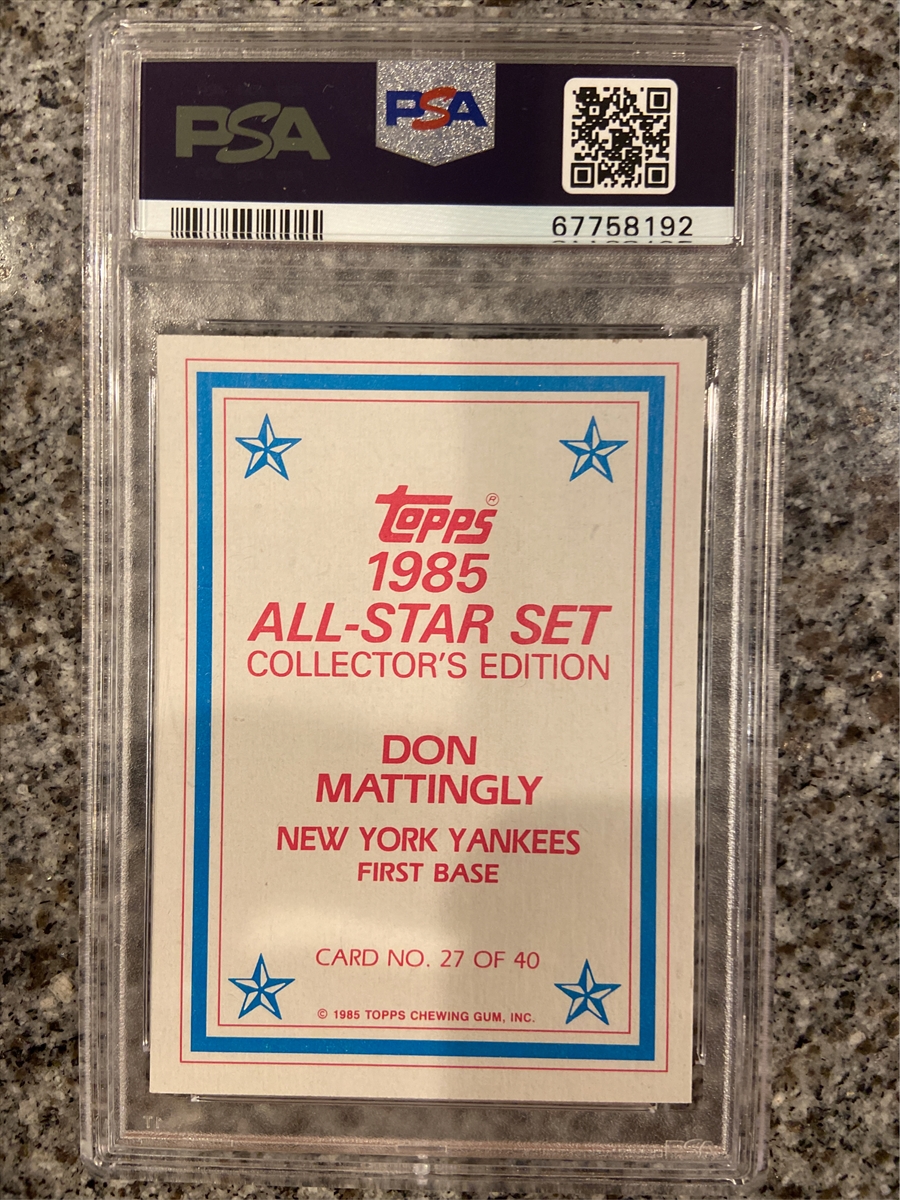 PSA
PSA
67758192
Topps®
1985
ALL-STAR SET
COLLECTOR'S EDITION
DON
MATTINGLY
NEW YORK YANKEES
FIRST BASE
CARD NO. 27 OF 40
© 1985 TOPPS CHEWING GUM, INC.
PSA